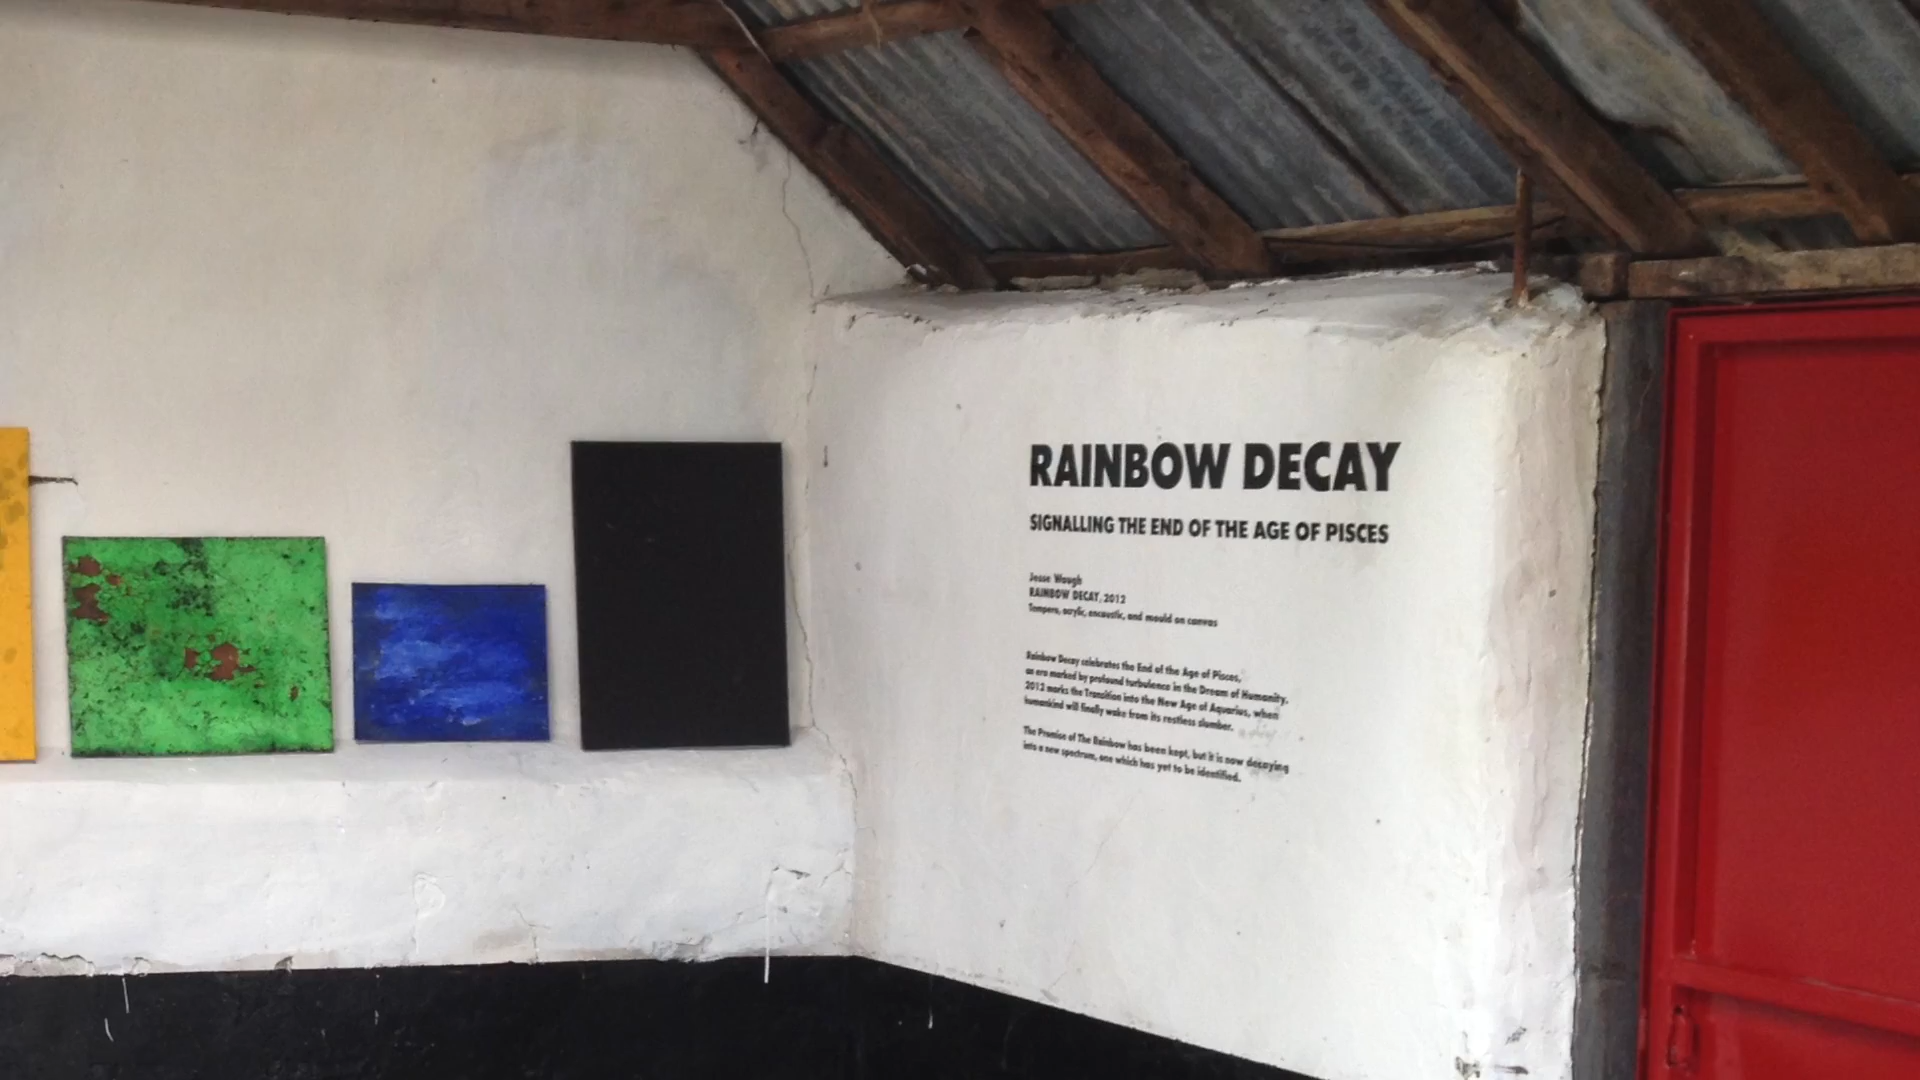 RAINBOW DECAY
SIGNALLING THE END OF THE AGE OF PISCES
Jesse Waugh
RAINBOW DECAY, 2012
Tempera, acrylic, encaustic, and mould on canvas
Rainbow Decay celebrates the End of the Age of Pisces,
an era marked by profound turbulence in the Dream of Humanity.
2012 marks the Transition into the New Age of Aquarius, when
humankind will finally wake from its restless slumber.
The Promise of The Rainbow has been kept, but it is now decaying
into a new spectrum, one which has yet to be identified.